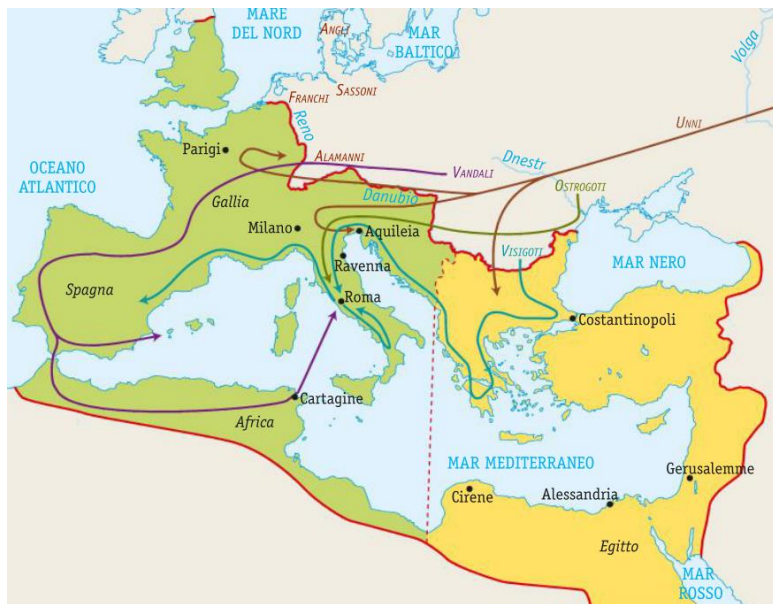 MARE
DEL NORD
ANGLI
MAR
BALTICO
Volga
FRANCHI
SASSONI
Reno
UNNI
Parigi
ALAMANNI
VANDALI
Dnestr
OCEANO
ATLANTICO
Gallia
Danubio
OSTROGOTI
Milano
Aquileia
VISIGOTI
MAR NERO
Ravenna
Spagna
Roma
Costantinopoli
Cartagine
Africa
MAR MEDITERRANEO
Gerusalemme
Cirene
Alessandria
Egitto
MAR
ROSSO